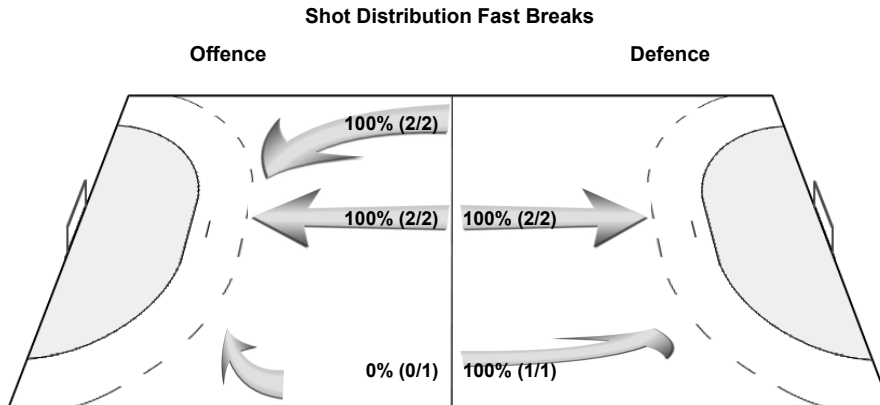 Shot Distribution Fast Breaks
Offence
Defence
100% (2/2)
100% (2/2)
100% (2/2)
0% (0/1)
100% (1/1)